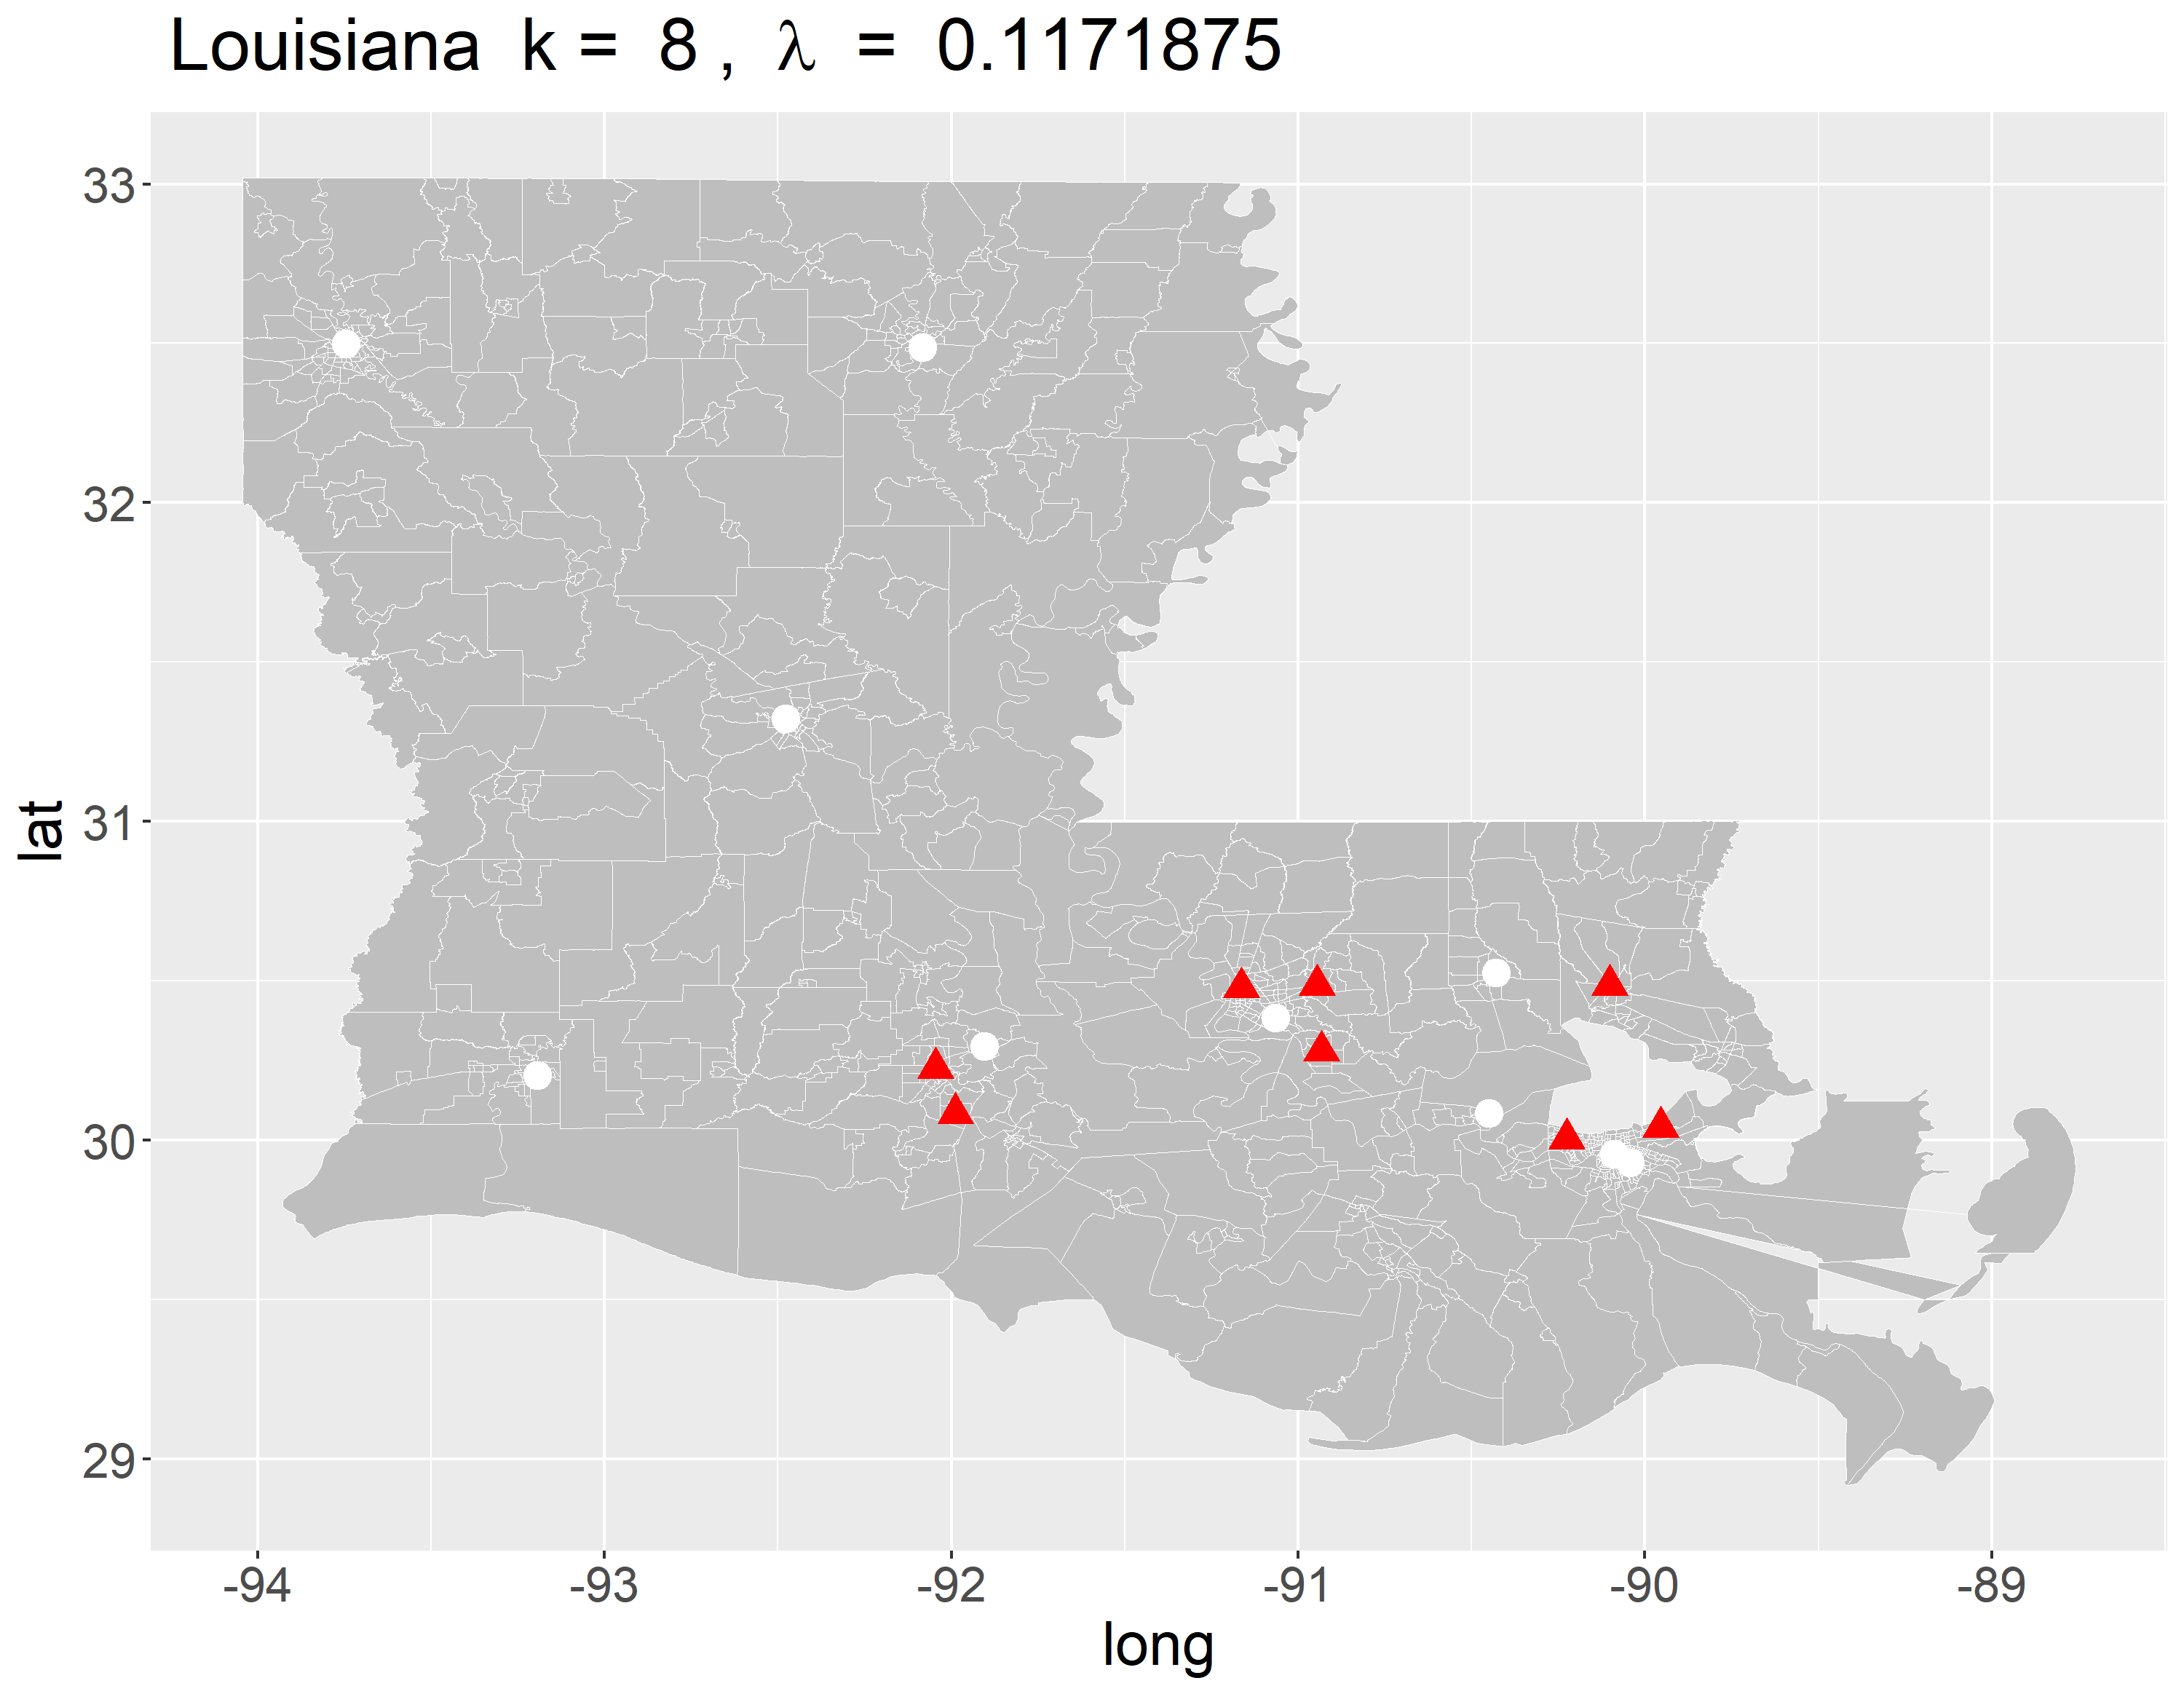 Louisiana k = 8 , λ = 0.1171875
33
32
31
30
29
lat
-94 -93 -92 -91 -90 -89
long